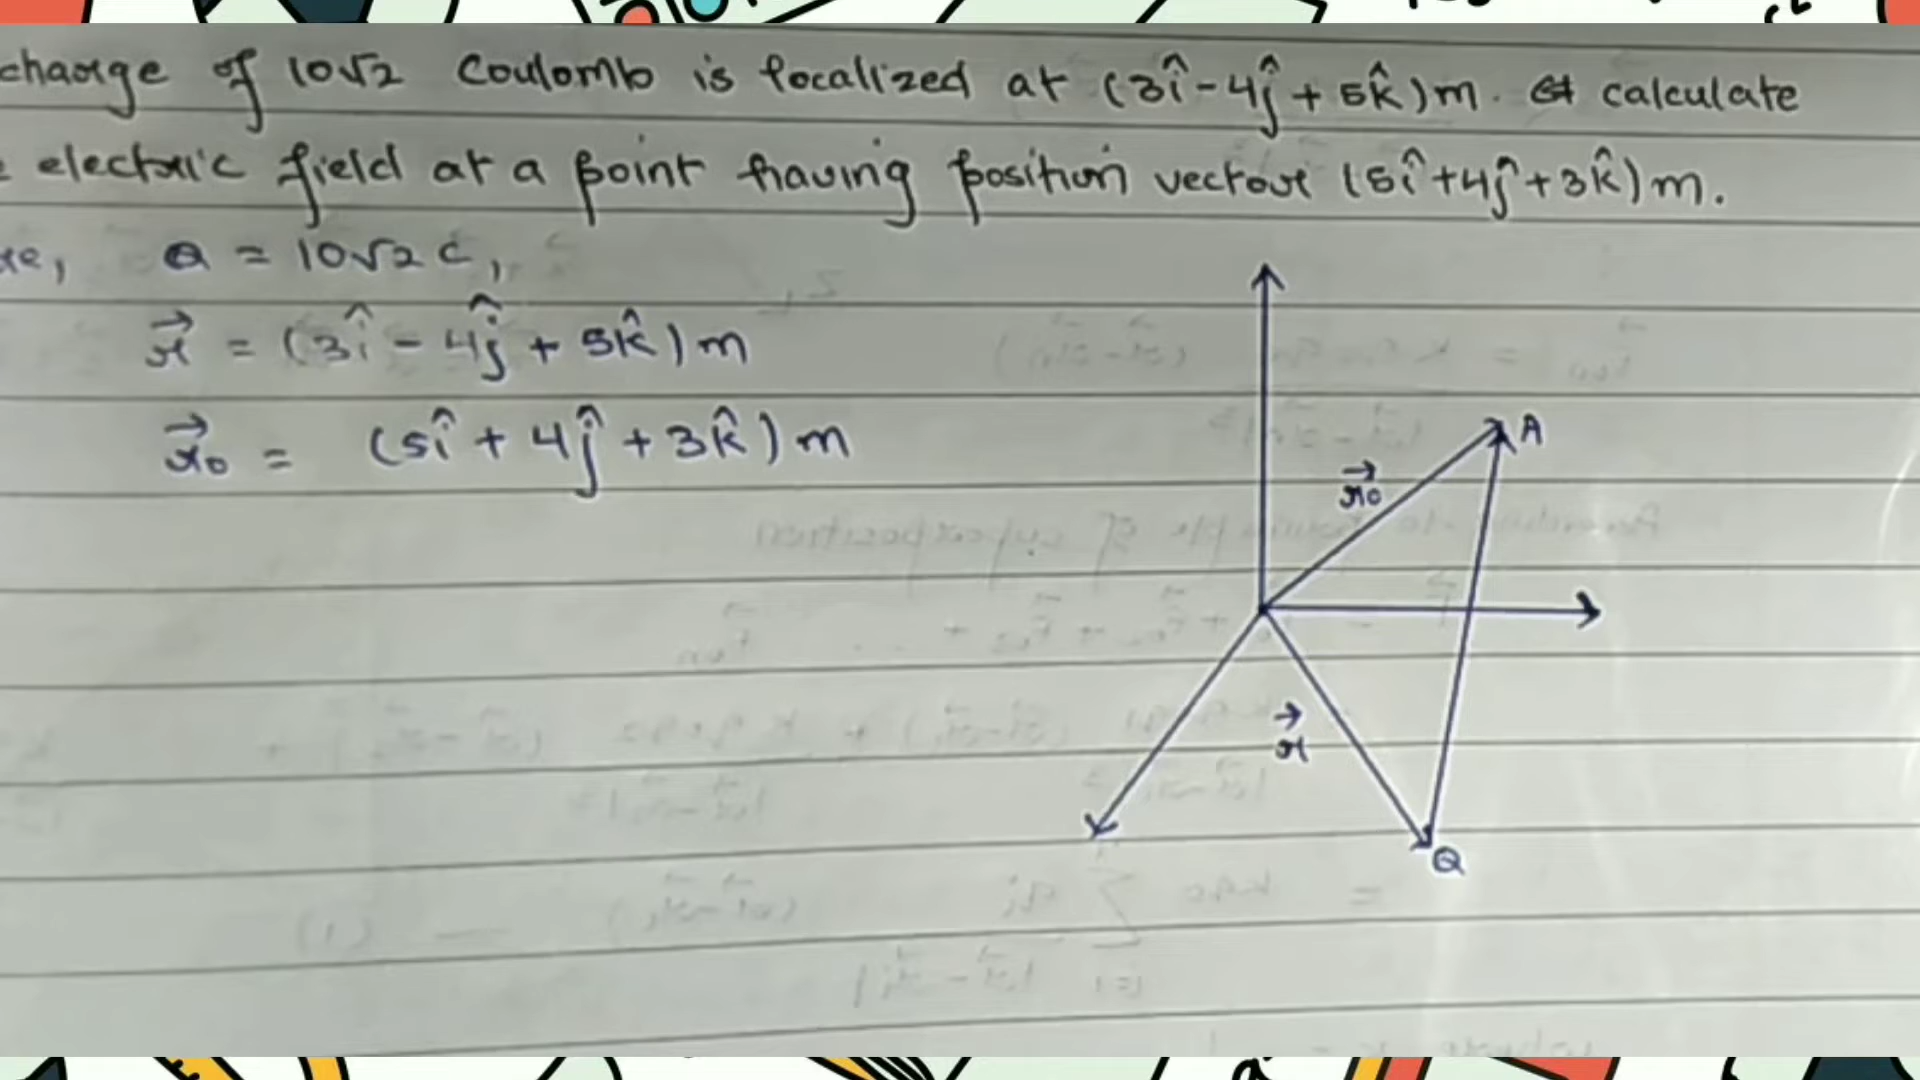 charge of 10√2 Coulomb is localized at (3î - 4ĵ + 5k̂)m. calculate
electric field at a point having position vector (5î + 4ĵ + 3k̂)m.
Q = 10√2 C,
r⃗ = (3î - 4ĵ + 5k̂)m
r⃗₀ = (5î + 4ĵ + 3k̂)m
A
r⃗₀
r⃗
Q